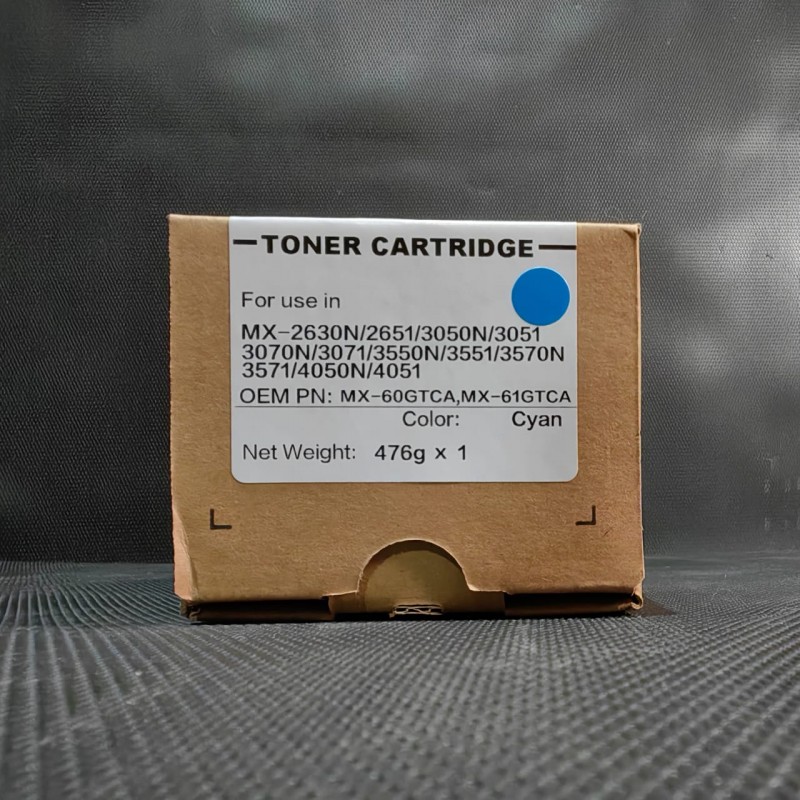 TONER CARTRIDGE
For use in
MX-2630N/2651/3050N/3051
3070N/3071/3550N/3551/3570N
3571/4050N/4051
OEM PN: MX-60GTCA,MX-61GTCA
Color: Cyan
Net Weight: 476g x 1